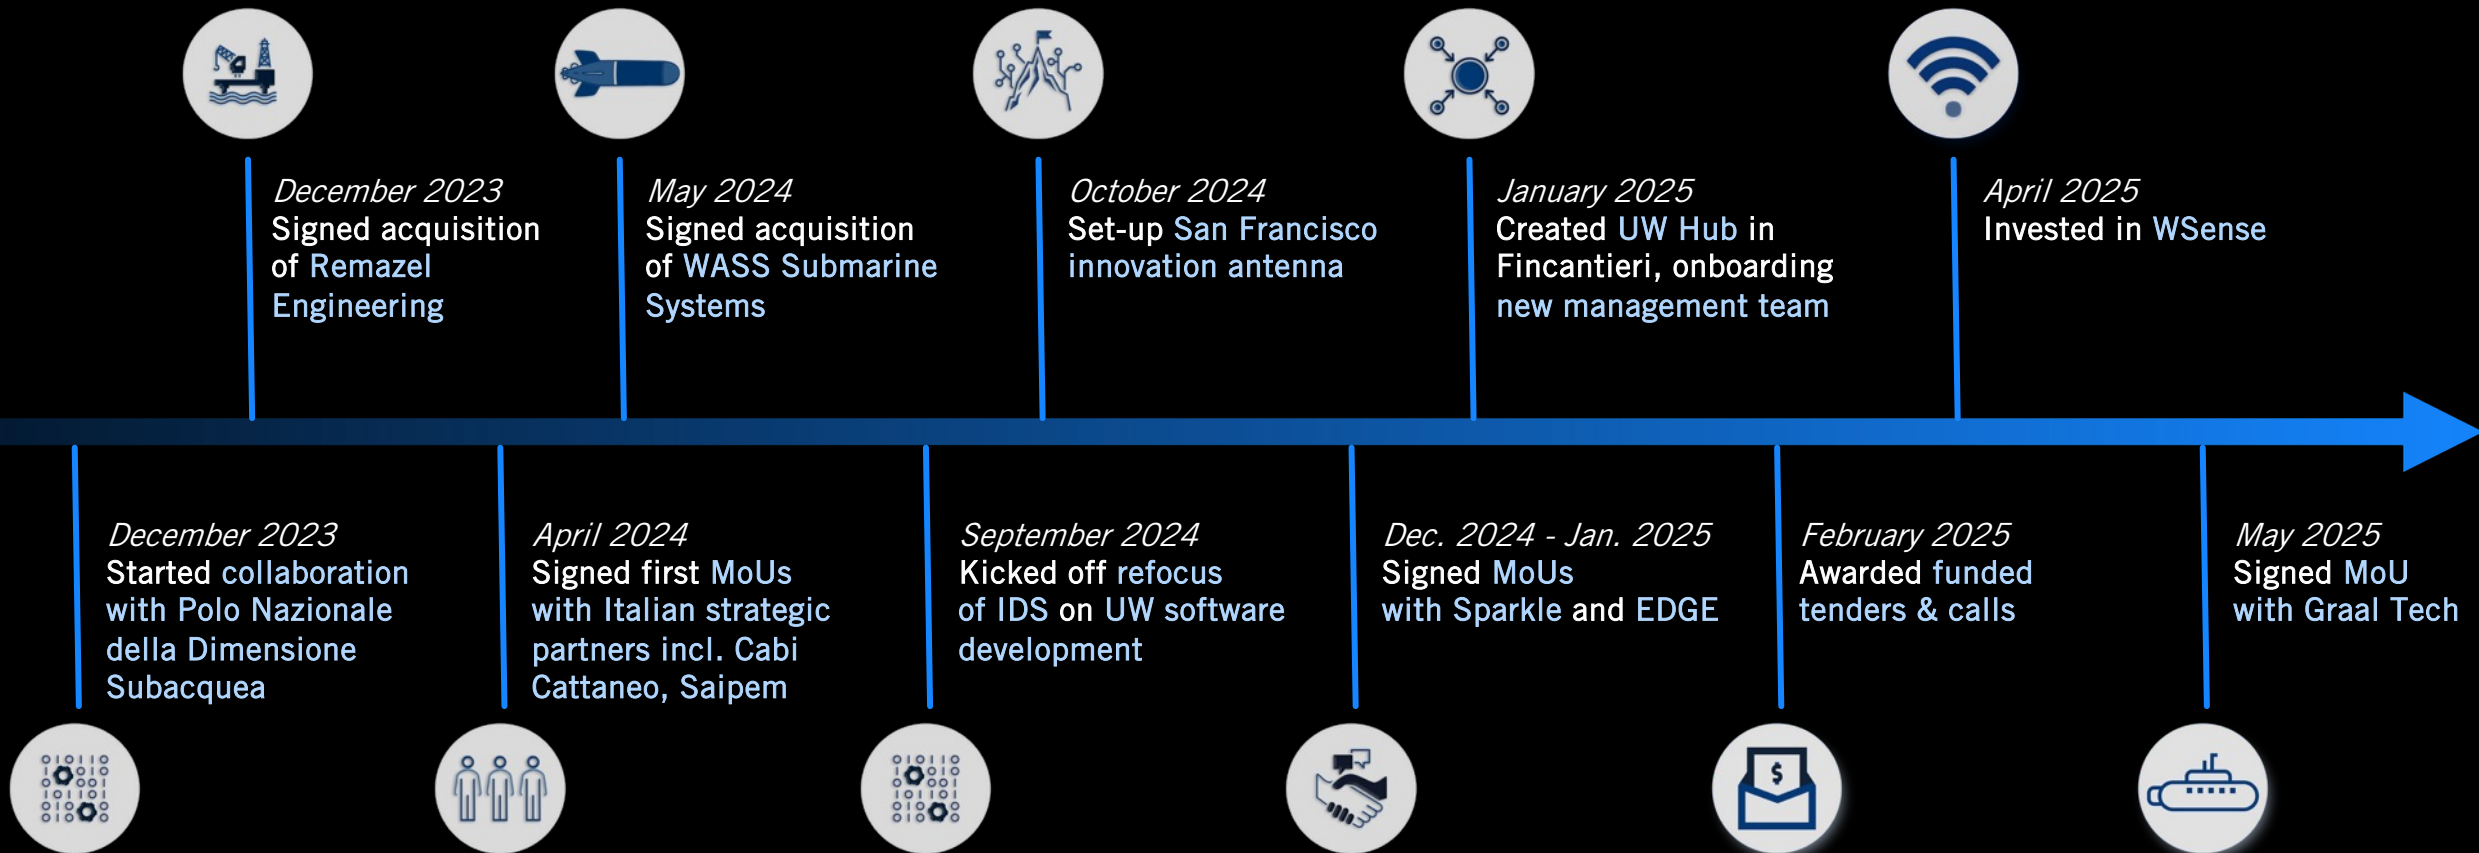 December 2023
Signed acquisition
of Remazel
Engineering
May 2024
Signed acquisition
of WASS Submarine
Systems
October 2024
Set-up San Francisco
innovation antenna
January 2025
Created UW Hub in
Fincantieri, onboarding
new management team
April 2025
Invested in WSense
December 2023
Started collaboration
with Polo Nazionale
della Dimensione
Subacquea
April 2024
Signed first MoUs
with Italian strategic
partners incl. Cabi
Cattaneo, Saipem
September 2024
Kicked off refocus
of IDS on UW software
development
Dec. 2024 - Jan. 2025
Signed MoUs
with Sparkle and EDGE
February 2025
Awarded funded
tenders & calls
May 2025
Signed MoU
with Graal Tech